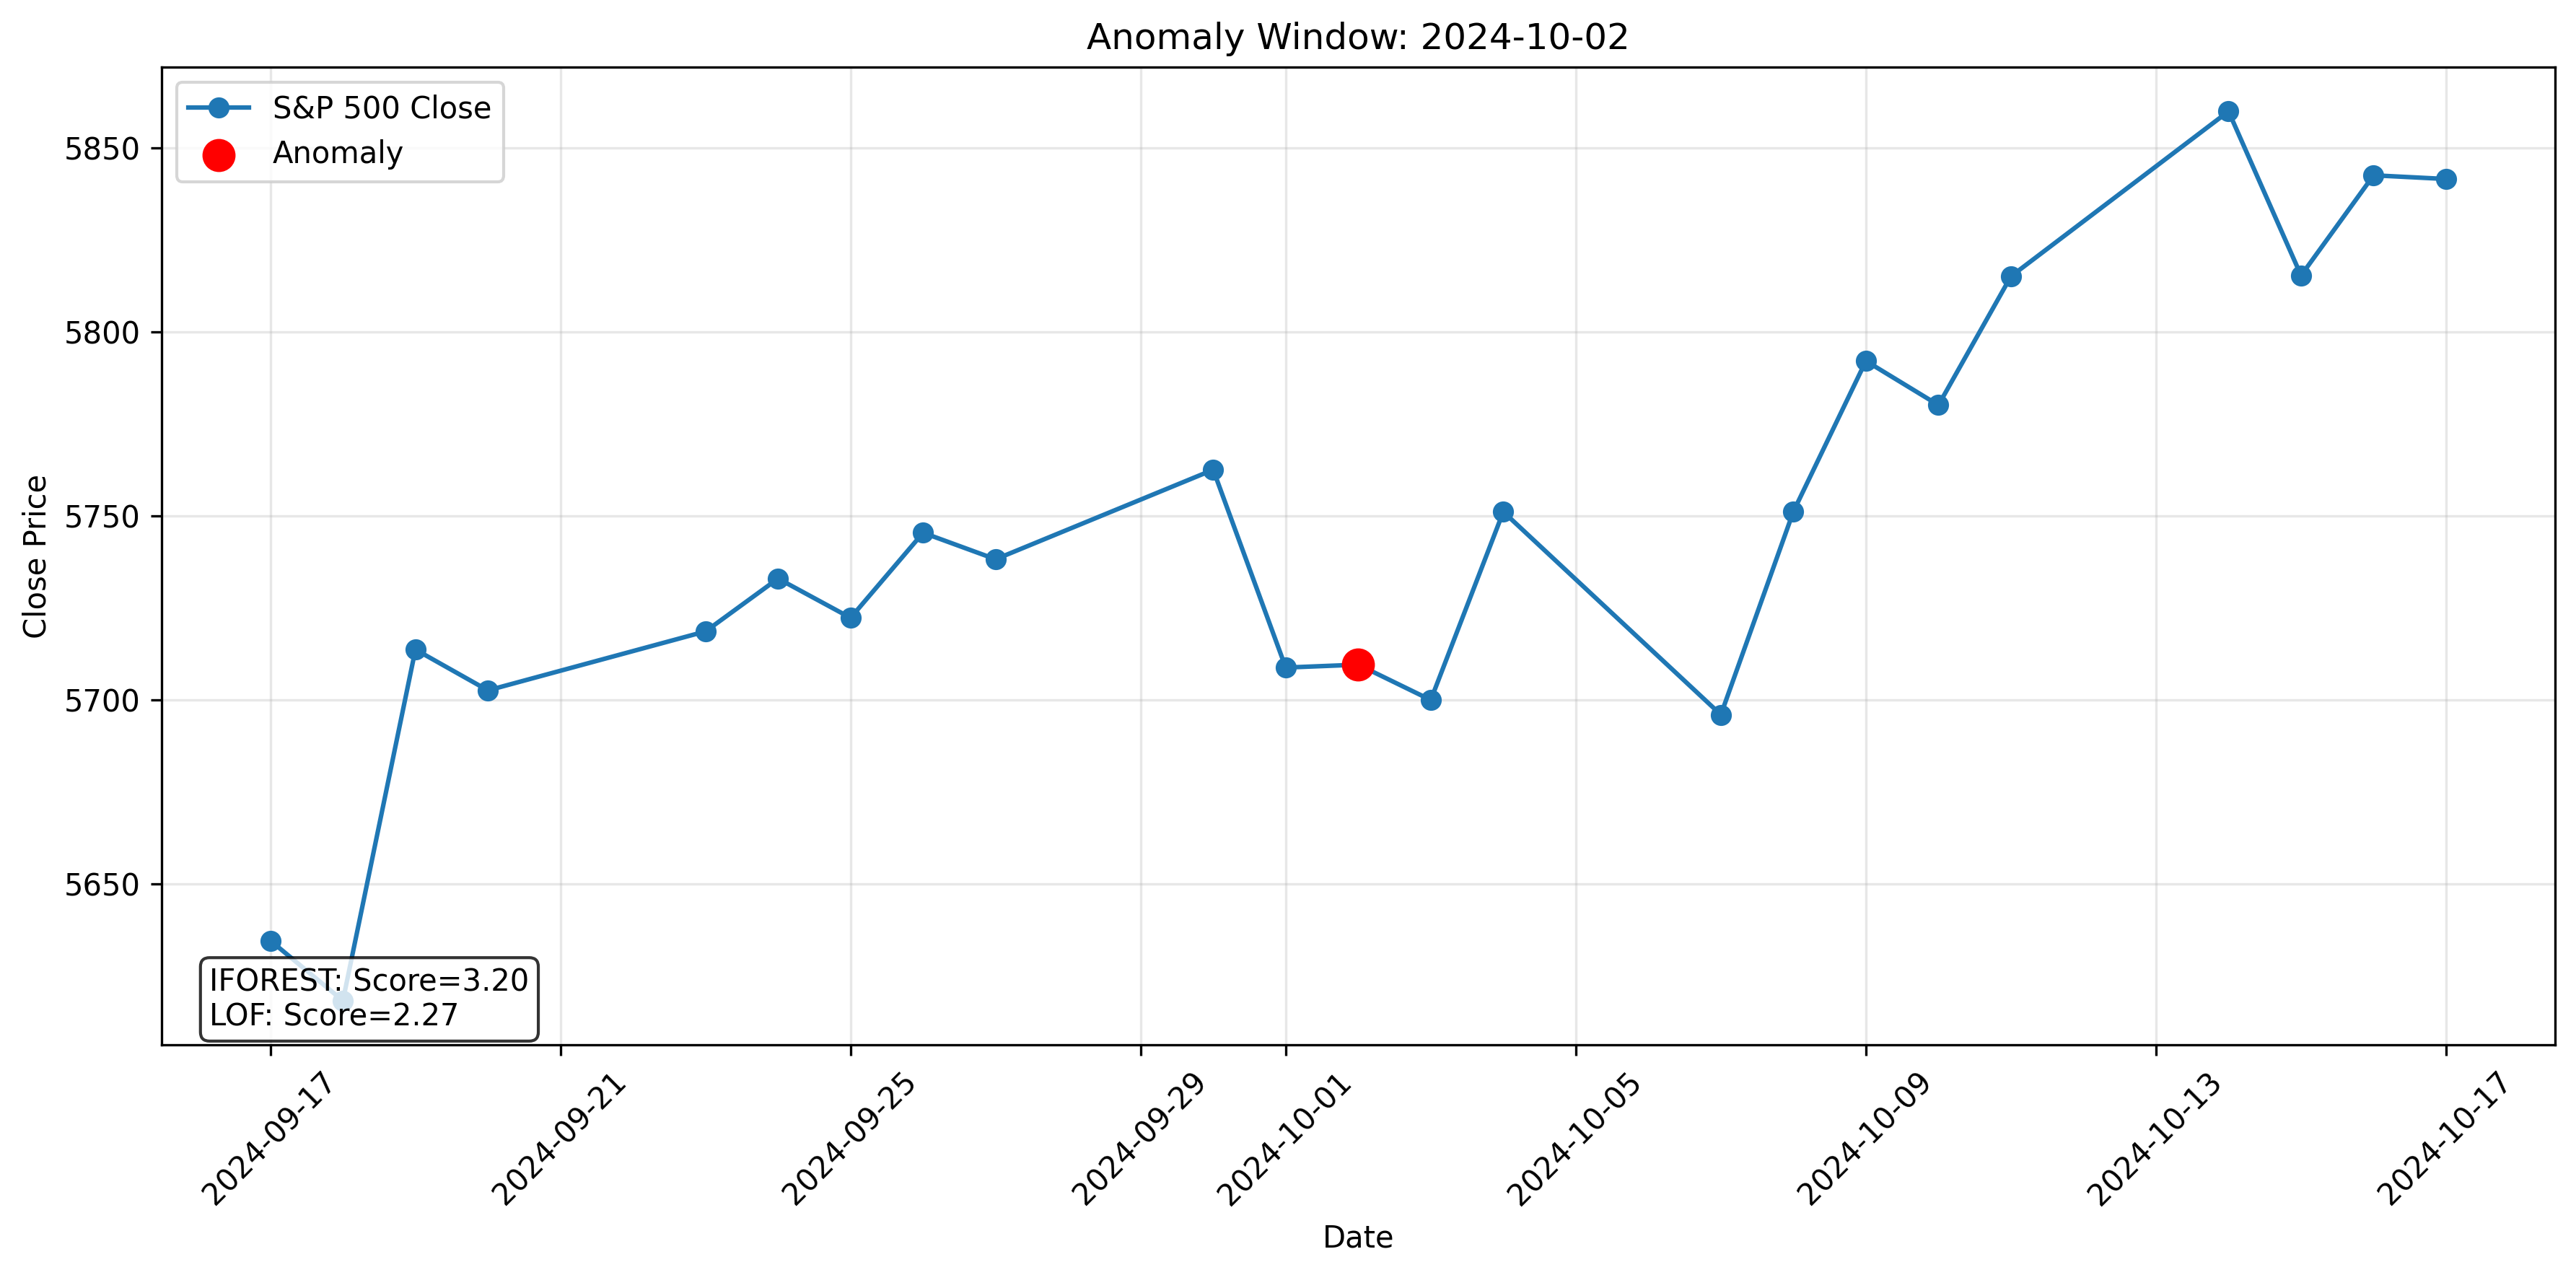 Anomaly Window: 2024-10-02
S&P 500 Close
Anomaly
Close Price
5850
5800
5750
5700
5650
IFOREST: Score=3.20
LOF: Score=2.27
2024-09-17
2024-09-21
2024-09-25
2024-09-29
2024-10-01
2024-10-05
2024-10-09
2024-10-13
2024-10-17
Date